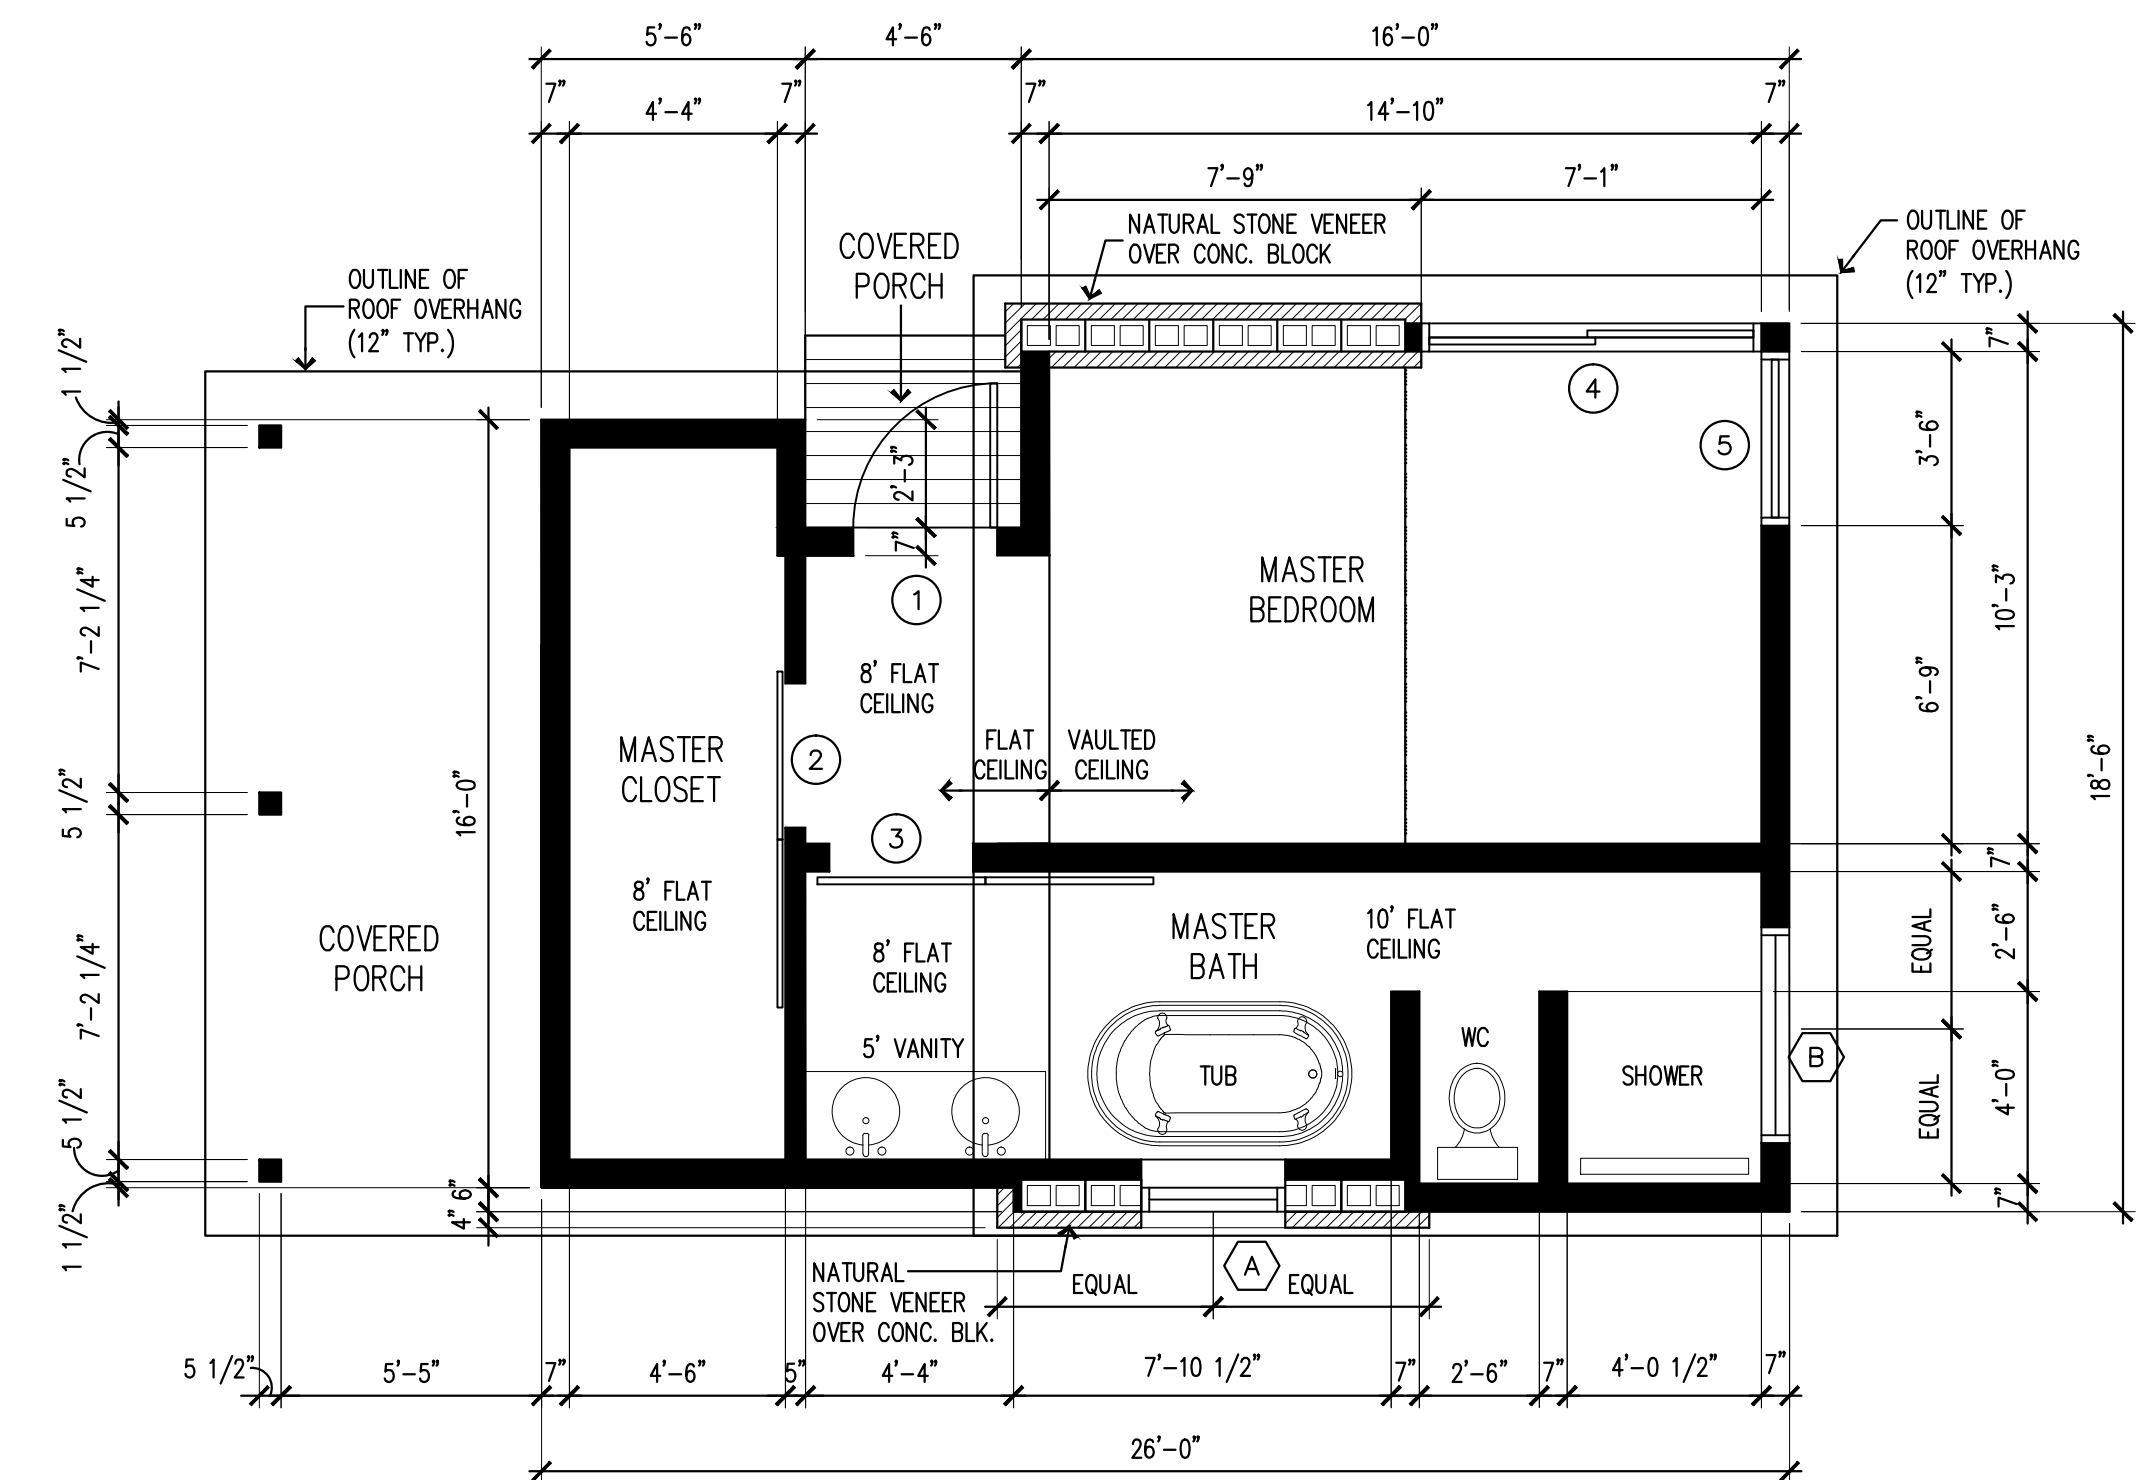 5'-6" 4'-6" 16'-0"
7" 7" 7" 7"
4'-4" 14'-10"
7'-9" 7'-1"
NATURAL STONE VENEER
OVER CONC. BLOCK
COVERED
PORCH
OUTLINE OF
ROOF OVERHANG
(12" TYP.)
OUTLINE OF
ROOF OVERHANG
(12" TYP.)
1 1/2"
5 1/2"
7'-2 1/4"
5 1/2"
7'-2 1/4"
5 1/2"
1 1/2"
16'-0"
6"
4"
COVERED
PORCH
MASTER
CLOSET
8' FLAT
CEILING
2'-3"
7"
1
8' FLAT
CEILING
2
3
FLAT
CEILING
VAULTED
CEILING
MASTER
BEDROOM
4
5
7"
3'-6"
10'-3"
6'-9"
18'-6"
7"
EQUAL
2'-6"
EQUAL
4'-0"
7"
8' FLAT
CEILING
5' VANITY
MASTER
BATH
10' FLAT
CEILING
TUB
WC
SHOWER
B
A
NATURAL
STONE VENEER
OVER CONC. BLK.
EQUAL EQUAL
5 1/2" 5'-5" 7" 4'-6" 5" 4'-4" 7'-10 1/2" 7" 2'-6" 7" 4'-0 1/2" 7"
26'-0"